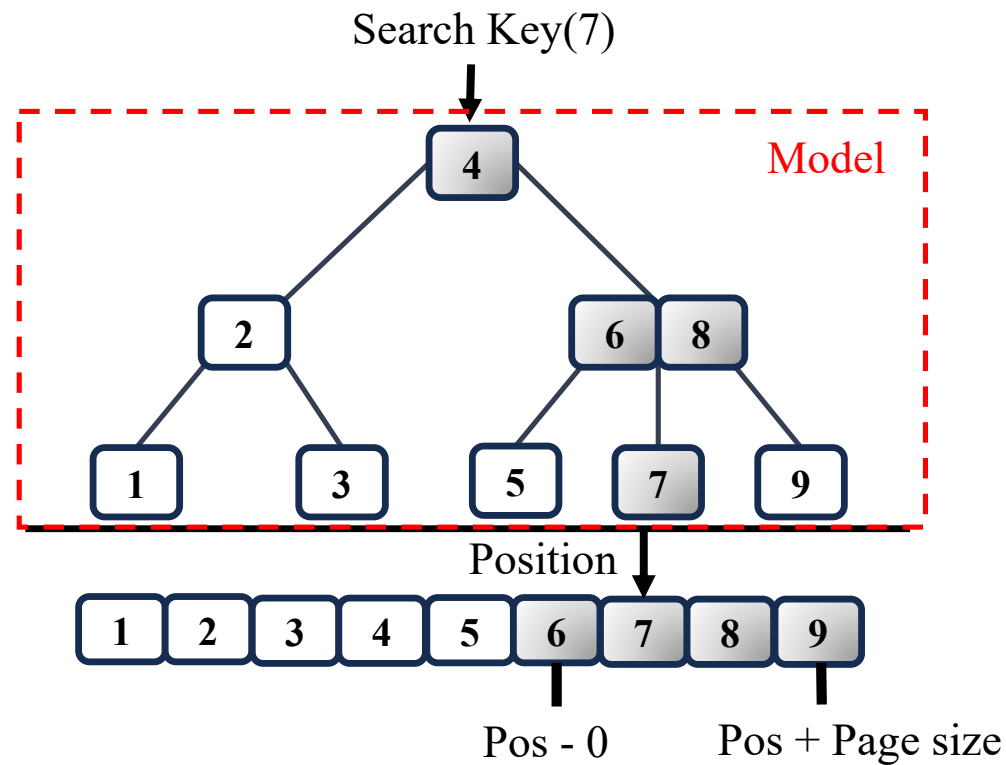 Search Key(7)
Model
4
2
6 8
1 3 5 7 9
Position
1 2 3 4 5 6 7 8 9
Pos - 0 Pos + Page size